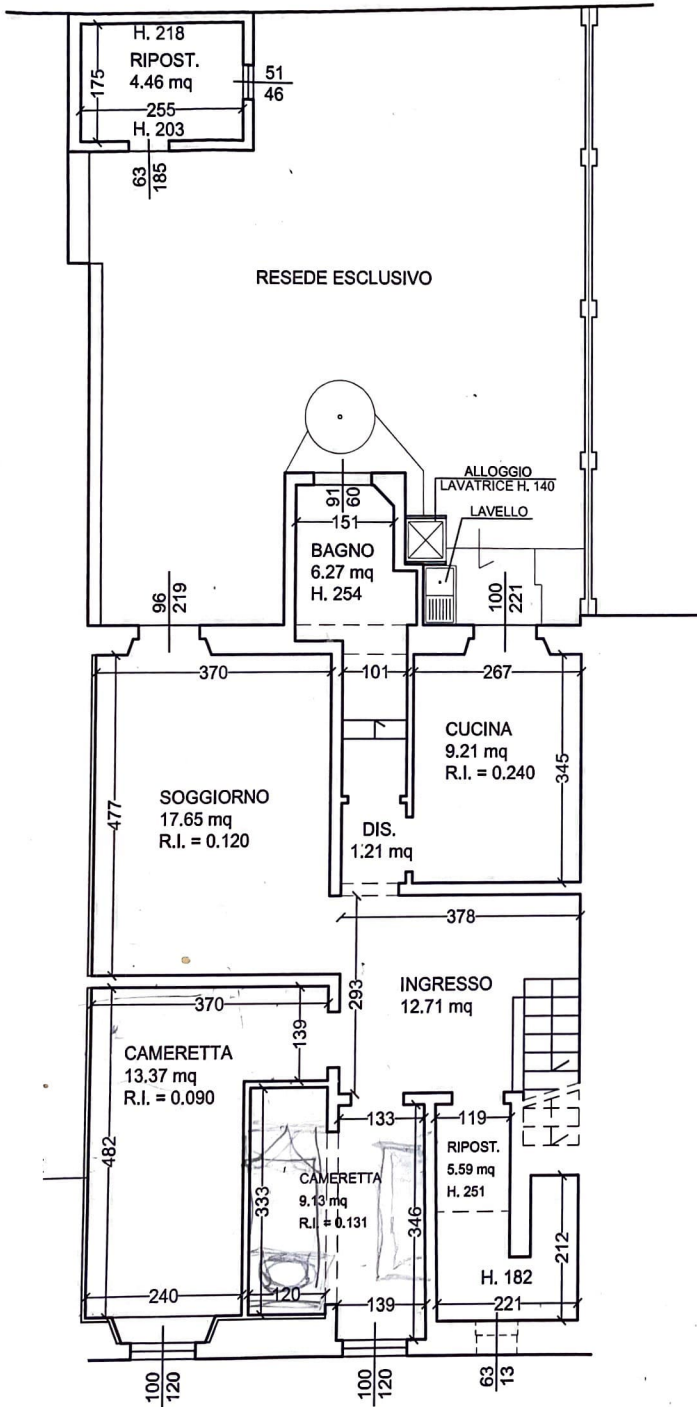 H. 218
RIPOST.
4.46 mq
175
255
H. 203
51
46
63
185
RESEDE ESCLUSIVO
ALLOGGIO
LAVATRICE H. 140
LAVELLO
91
60
151
BAGNO
6.27 mq
H. 254
96
219
100
221
370
101
267
CUCINA
9.21 mq
R.I. = 0.240
345
SOGGIORNO
17.65 mq
R.I. = 0.120
477
DIS.
1.21 mq
378
293
INGRESSO
12.71 mq
370
139
CAMERETTA
13.37 mq
R.I. = 0.090
482
133
119
RIPOST.
5.59 mq
H. 251
CAMERETTA
9.13 mq
R.I. = 0.131
333
346
212
H. 182
240
120
139
221
100
120
100
120
63
13